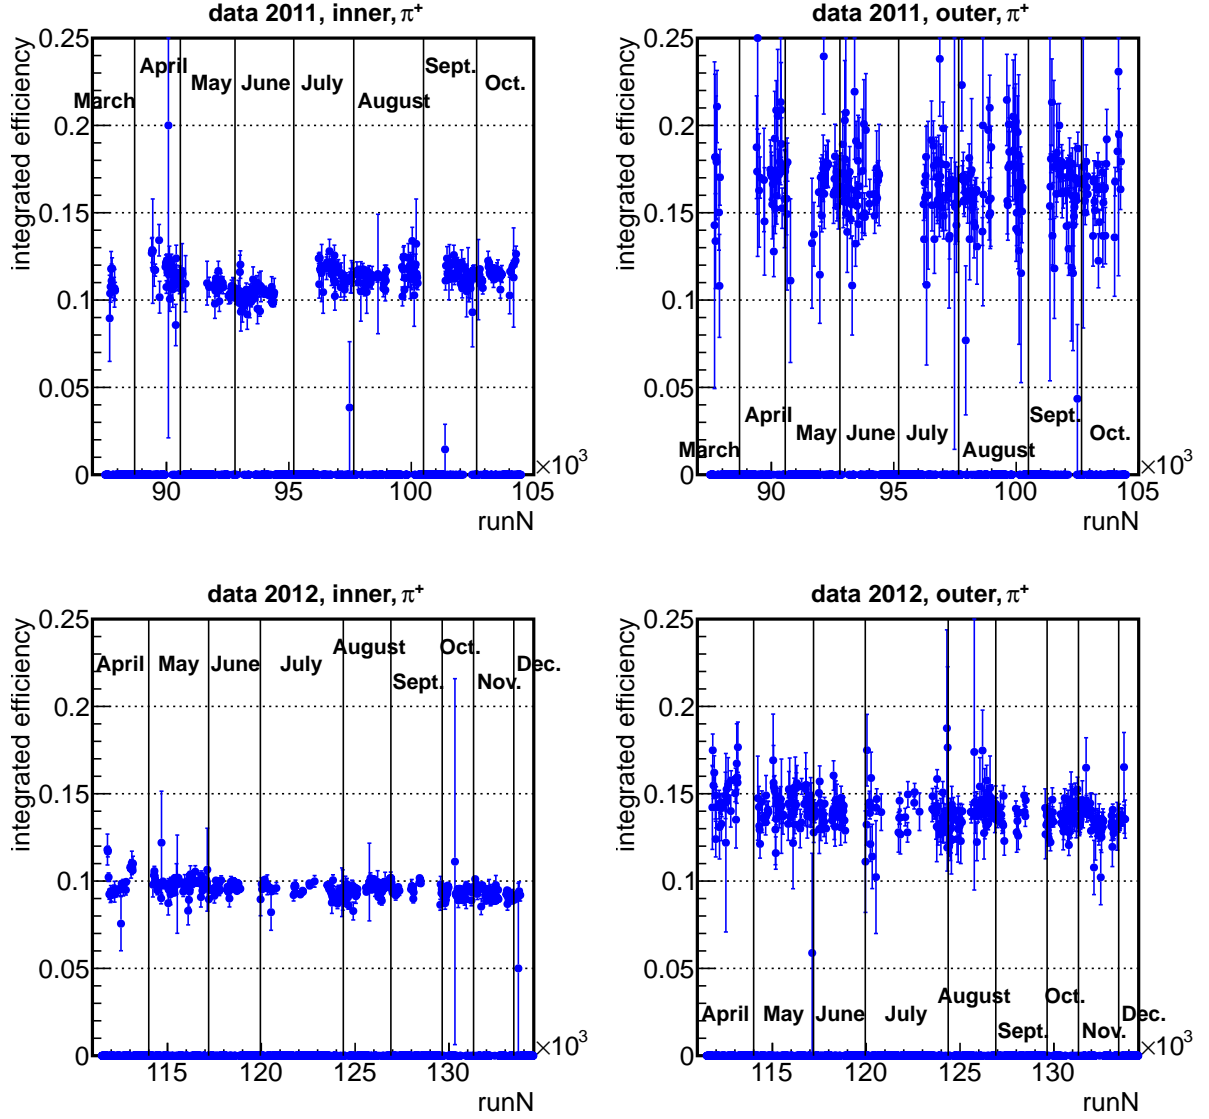 data 2011, inner, π⁺
integrated efficiency
0.25
0.2
0.15
0.1
0.05
0
March
April
May
June
July
August
Sept.
Oct.
90
95
100
105
×10³
runN
data 2011, outer, π⁺
integrated efficiency
0.25
0.2
0.15
0.1
0.05
0
March
April
May
June
July
August
Sept.
Oct.
90
95
100
105
×10³
runN
data 2012, inner, π⁺
integrated efficiency
0.25
0.2
0.15
0.1
0.05
0
April
May
June
July
August
Sept.
Oct.
Nov.
Dec.
115
120
125
130
×10³
runN
data 2012, outer, π⁺
integrated efficiency
0.25
0.2
0.15
0.1
0.05
0
April
May
June
July
August
Sept.
Oct.
Nov.
Dec.
115
120
125
130
×10³
runN